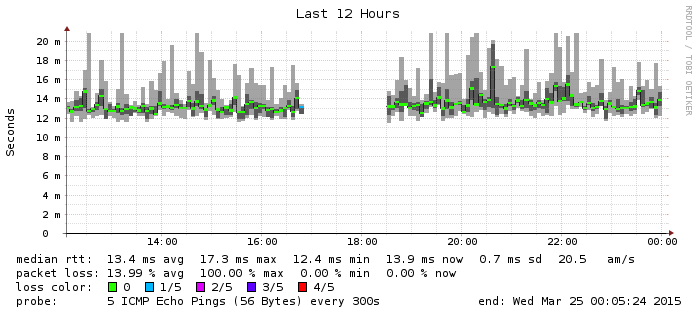 Last 12 Hours
RRDTOOL / TOBI OETIKER
Seconds
20 m
18 m
16 m
14 m
12 m
10 m
8 m
6 m
4 m
2 m
0
14:00 16:00 18:00 20:00 22:00 00:00
median rtt: 13.4 ms avg 17.3 ms max 12.4 ms min 13.9 ms now 0.7 ms sd 20.5 am/s
packet loss: 13.99 % avg 100.00 % max 0.00 % min 0.00 % now
loss color: 0 1/5 2/5 3/5 4/5
probe: 5 ICMP Echo Pings (56 Bytes) every 300s end: Wed Mar 25 00:05:24 2015